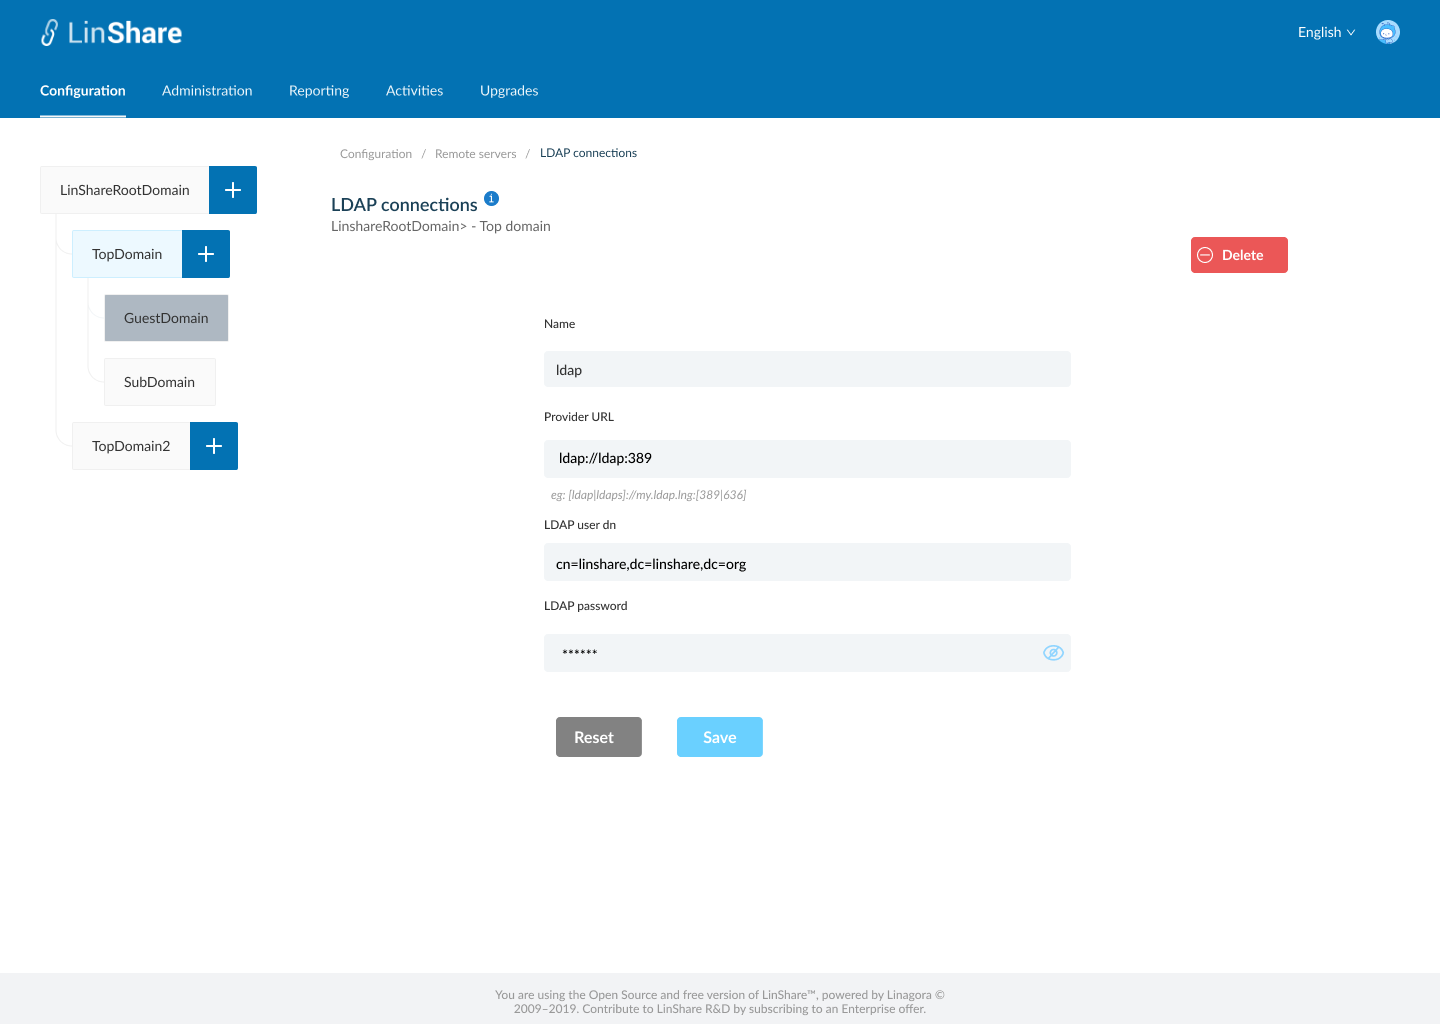 LinShare
English
Configuration Administration Reporting Activities Upgrades
Configuration / Remote servers / LDAP connections
LinShareRootDomain
TopDomain
GuestDomain
SubDomain
TopDomain2
LDAP connections
LinshareRootDomain> - Top domain
Delete
Name
ldap
Provider URL
ldap://ldap:389
eg: [ldap|ldaps]://my.ldap.lng:[389|636]
LDAP user dn
cn=linshare,dc=linshare,dc=org
LDAP password
******
Reset Save
You are using the Open Source and free version of LinShare™, powered by Linagora ©
2009–2019. Contribute to LinShare R&D by subscribing to an Enterprise offer.